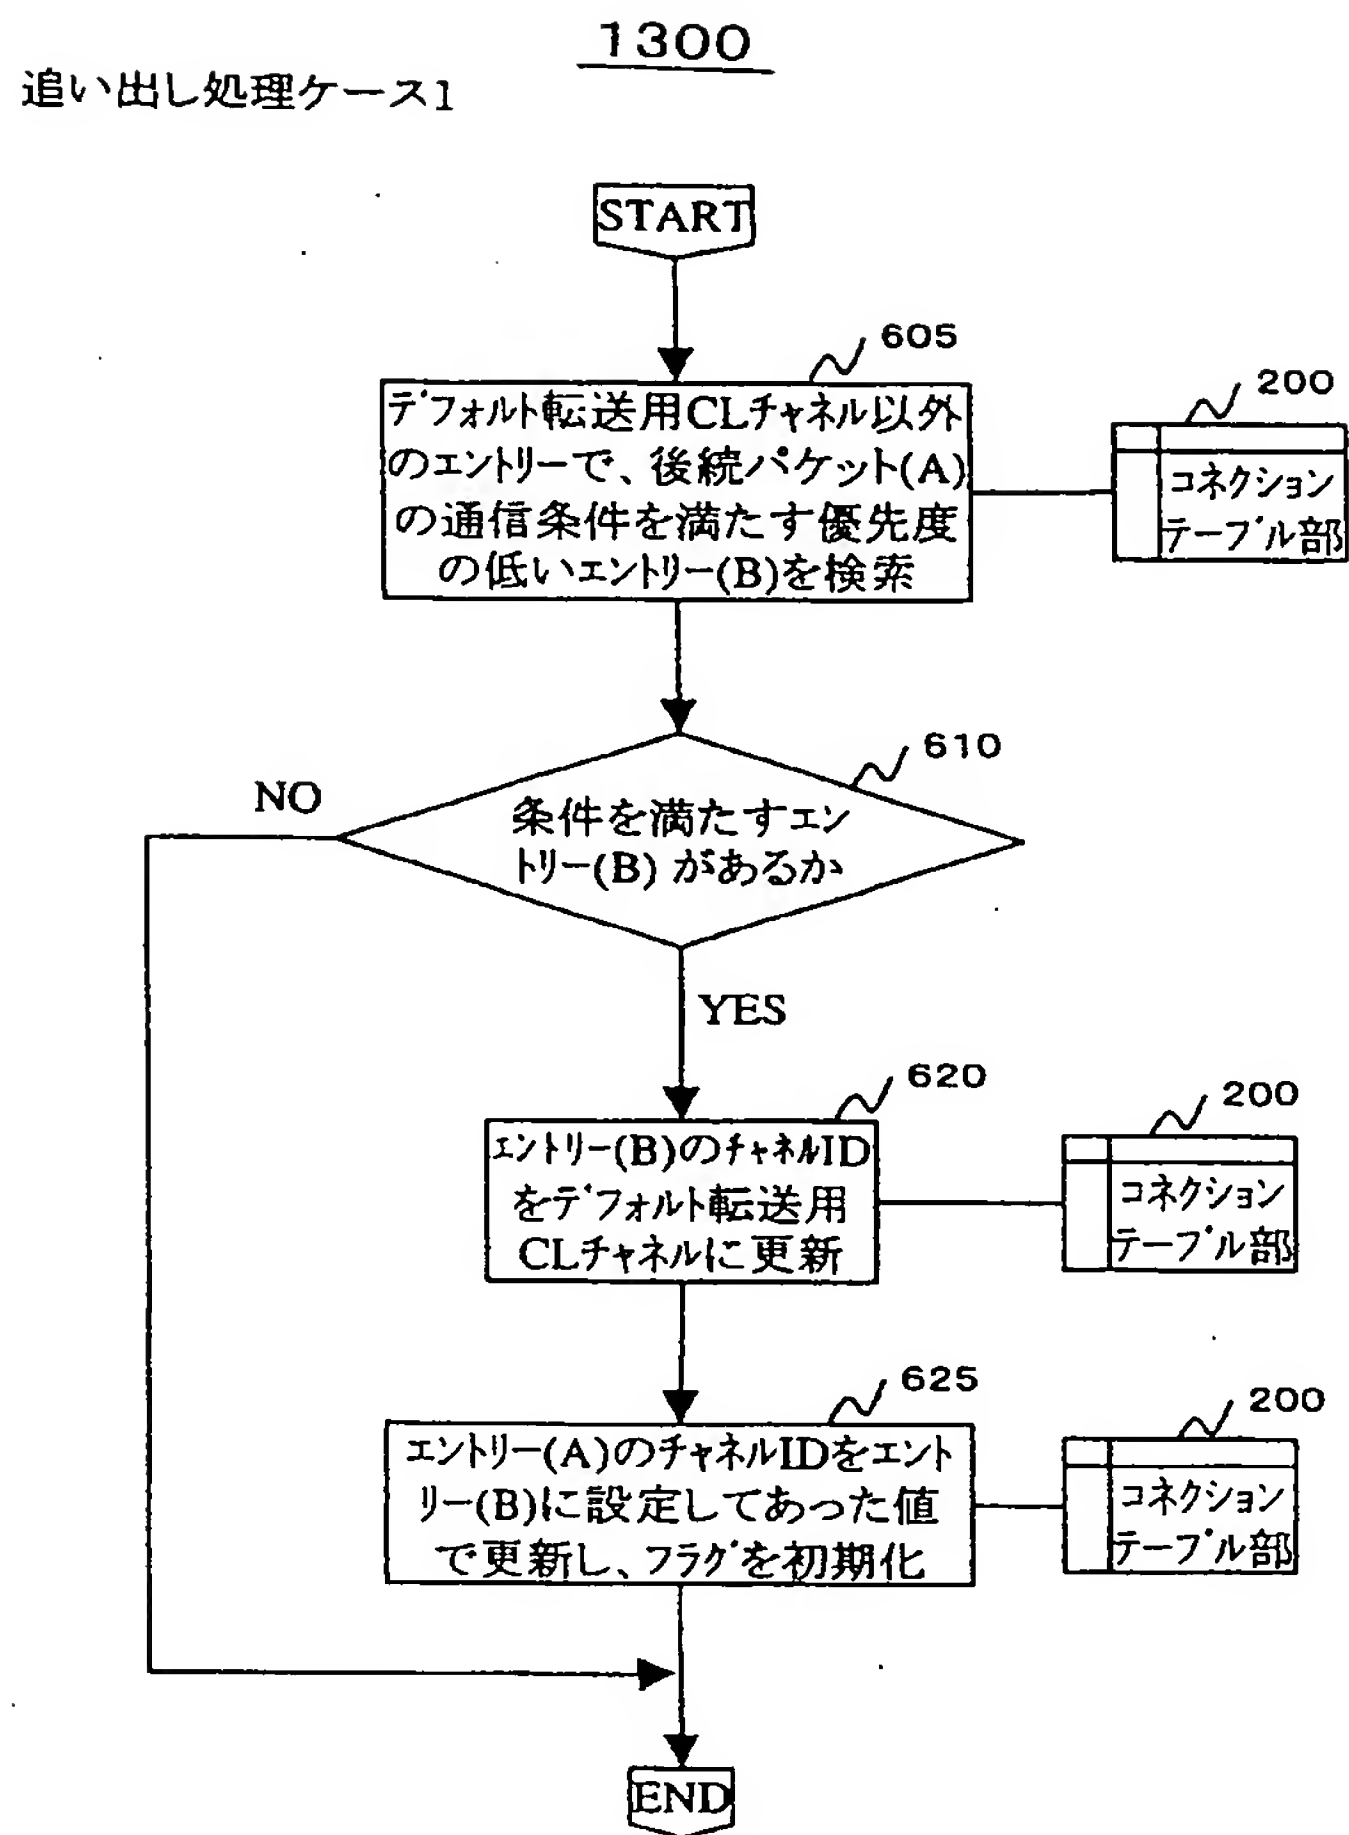 1300
追い出し処理ケース1
START
605
デフォルト転送用CLチャネル以外
のエントリーで、後続パケット(A)
の通信条件を満たす優先度
の低いエントリー(B)を検索
200
コネクション
テーブル部
610
NO
条件を満たすエン
トリー(B) があるか
YES
620
エントリー(B)のチャネルID
をデフォルト転送用
CLチャネルに更新
200
コネクション
テーブル部
625
エントリー(A)のチャネルIDをエント
リー(B)に設定してあった値
で更新し、フラグを初期化
200
コネクション
テーブル部
END